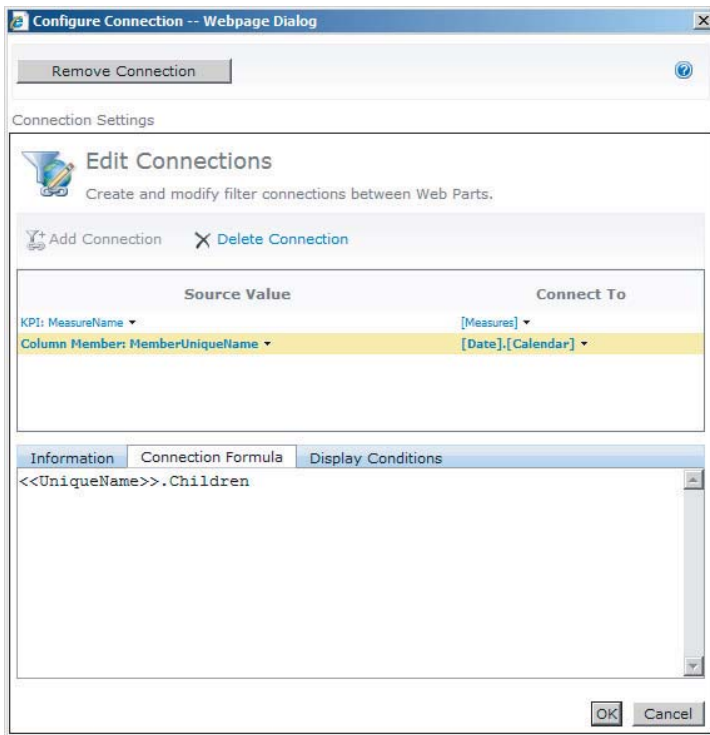 Configure Connection -- Webpage Dialog
Remove Connection
Connection Settings
Edit Connections
Create and modify filter connections between Web Parts.
Add Connection Delete Connection
Source Value Connect To
KPI: MeasureName [Measures]
Column Member: MemberUniqueName [Date].[Calendar]
Information Connection Formula Display Conditions
<<UniqueName>>.Children
OK Cancel